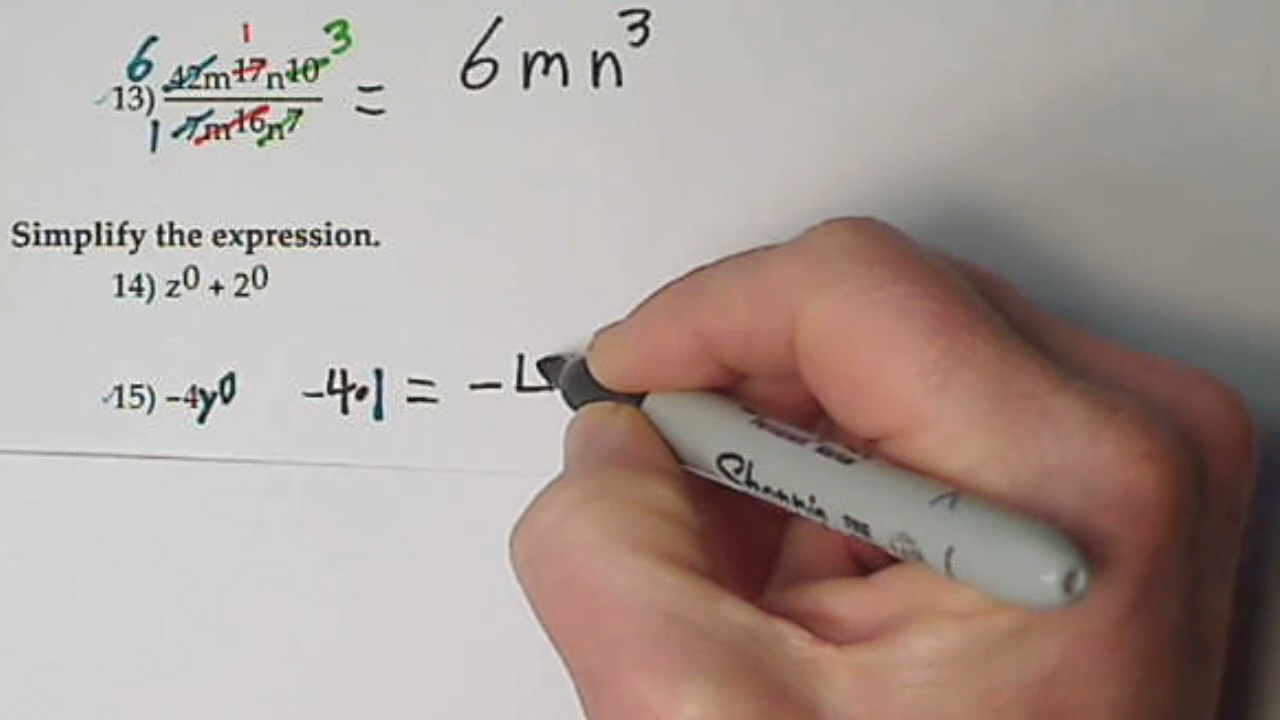 6 1 3
13) 42m17n10 = 6mn³
1 7m16n7
Simplify the expression.
14) z0 + 20
15) -4y0 -4•1 = -4